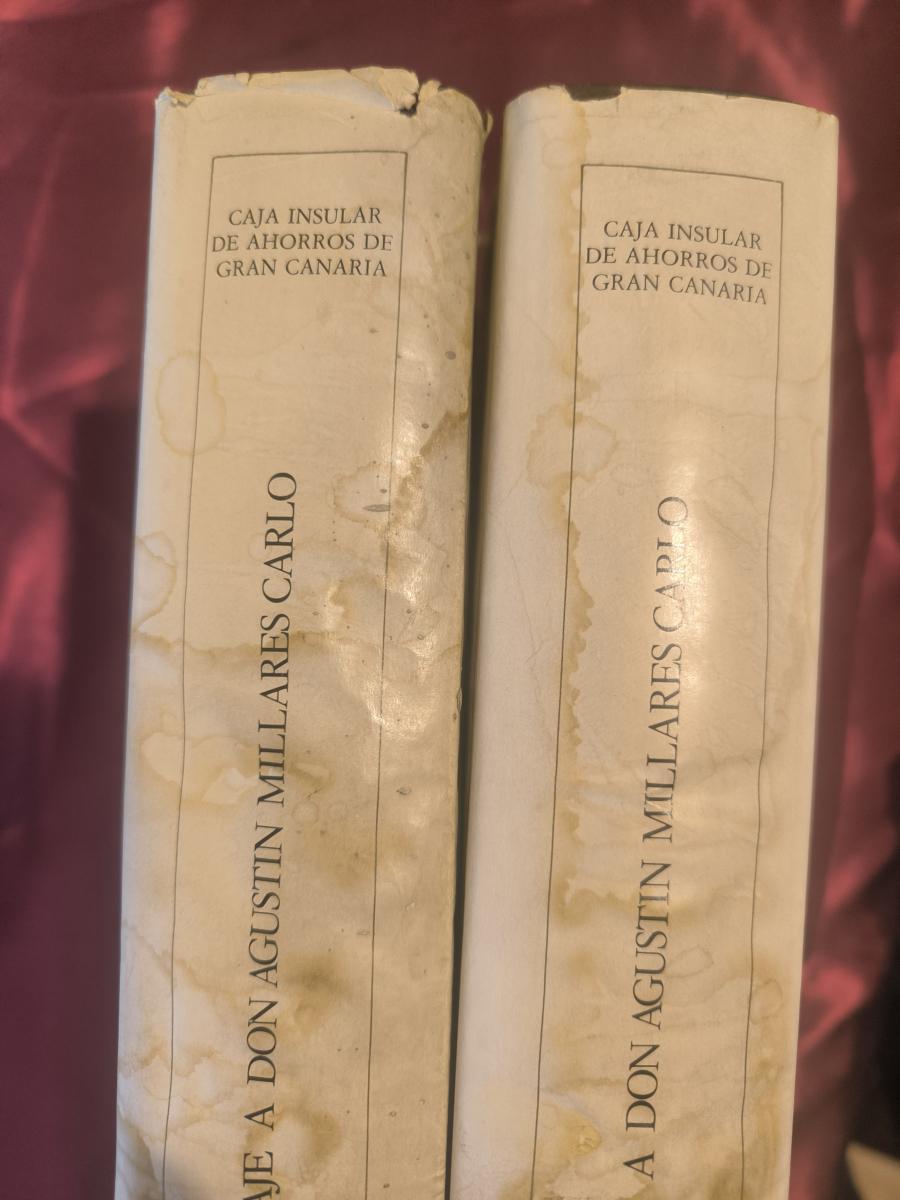 CAJA INSULAR
DE AHORROS DE
GRAN CANARIA
AJE A DON AGUSTIN MILLARES CARLO
CAJA INSULAR
DE AHORROS DE
GRAN CANARIA
A DON AGUSTIN MILLARES CARLO